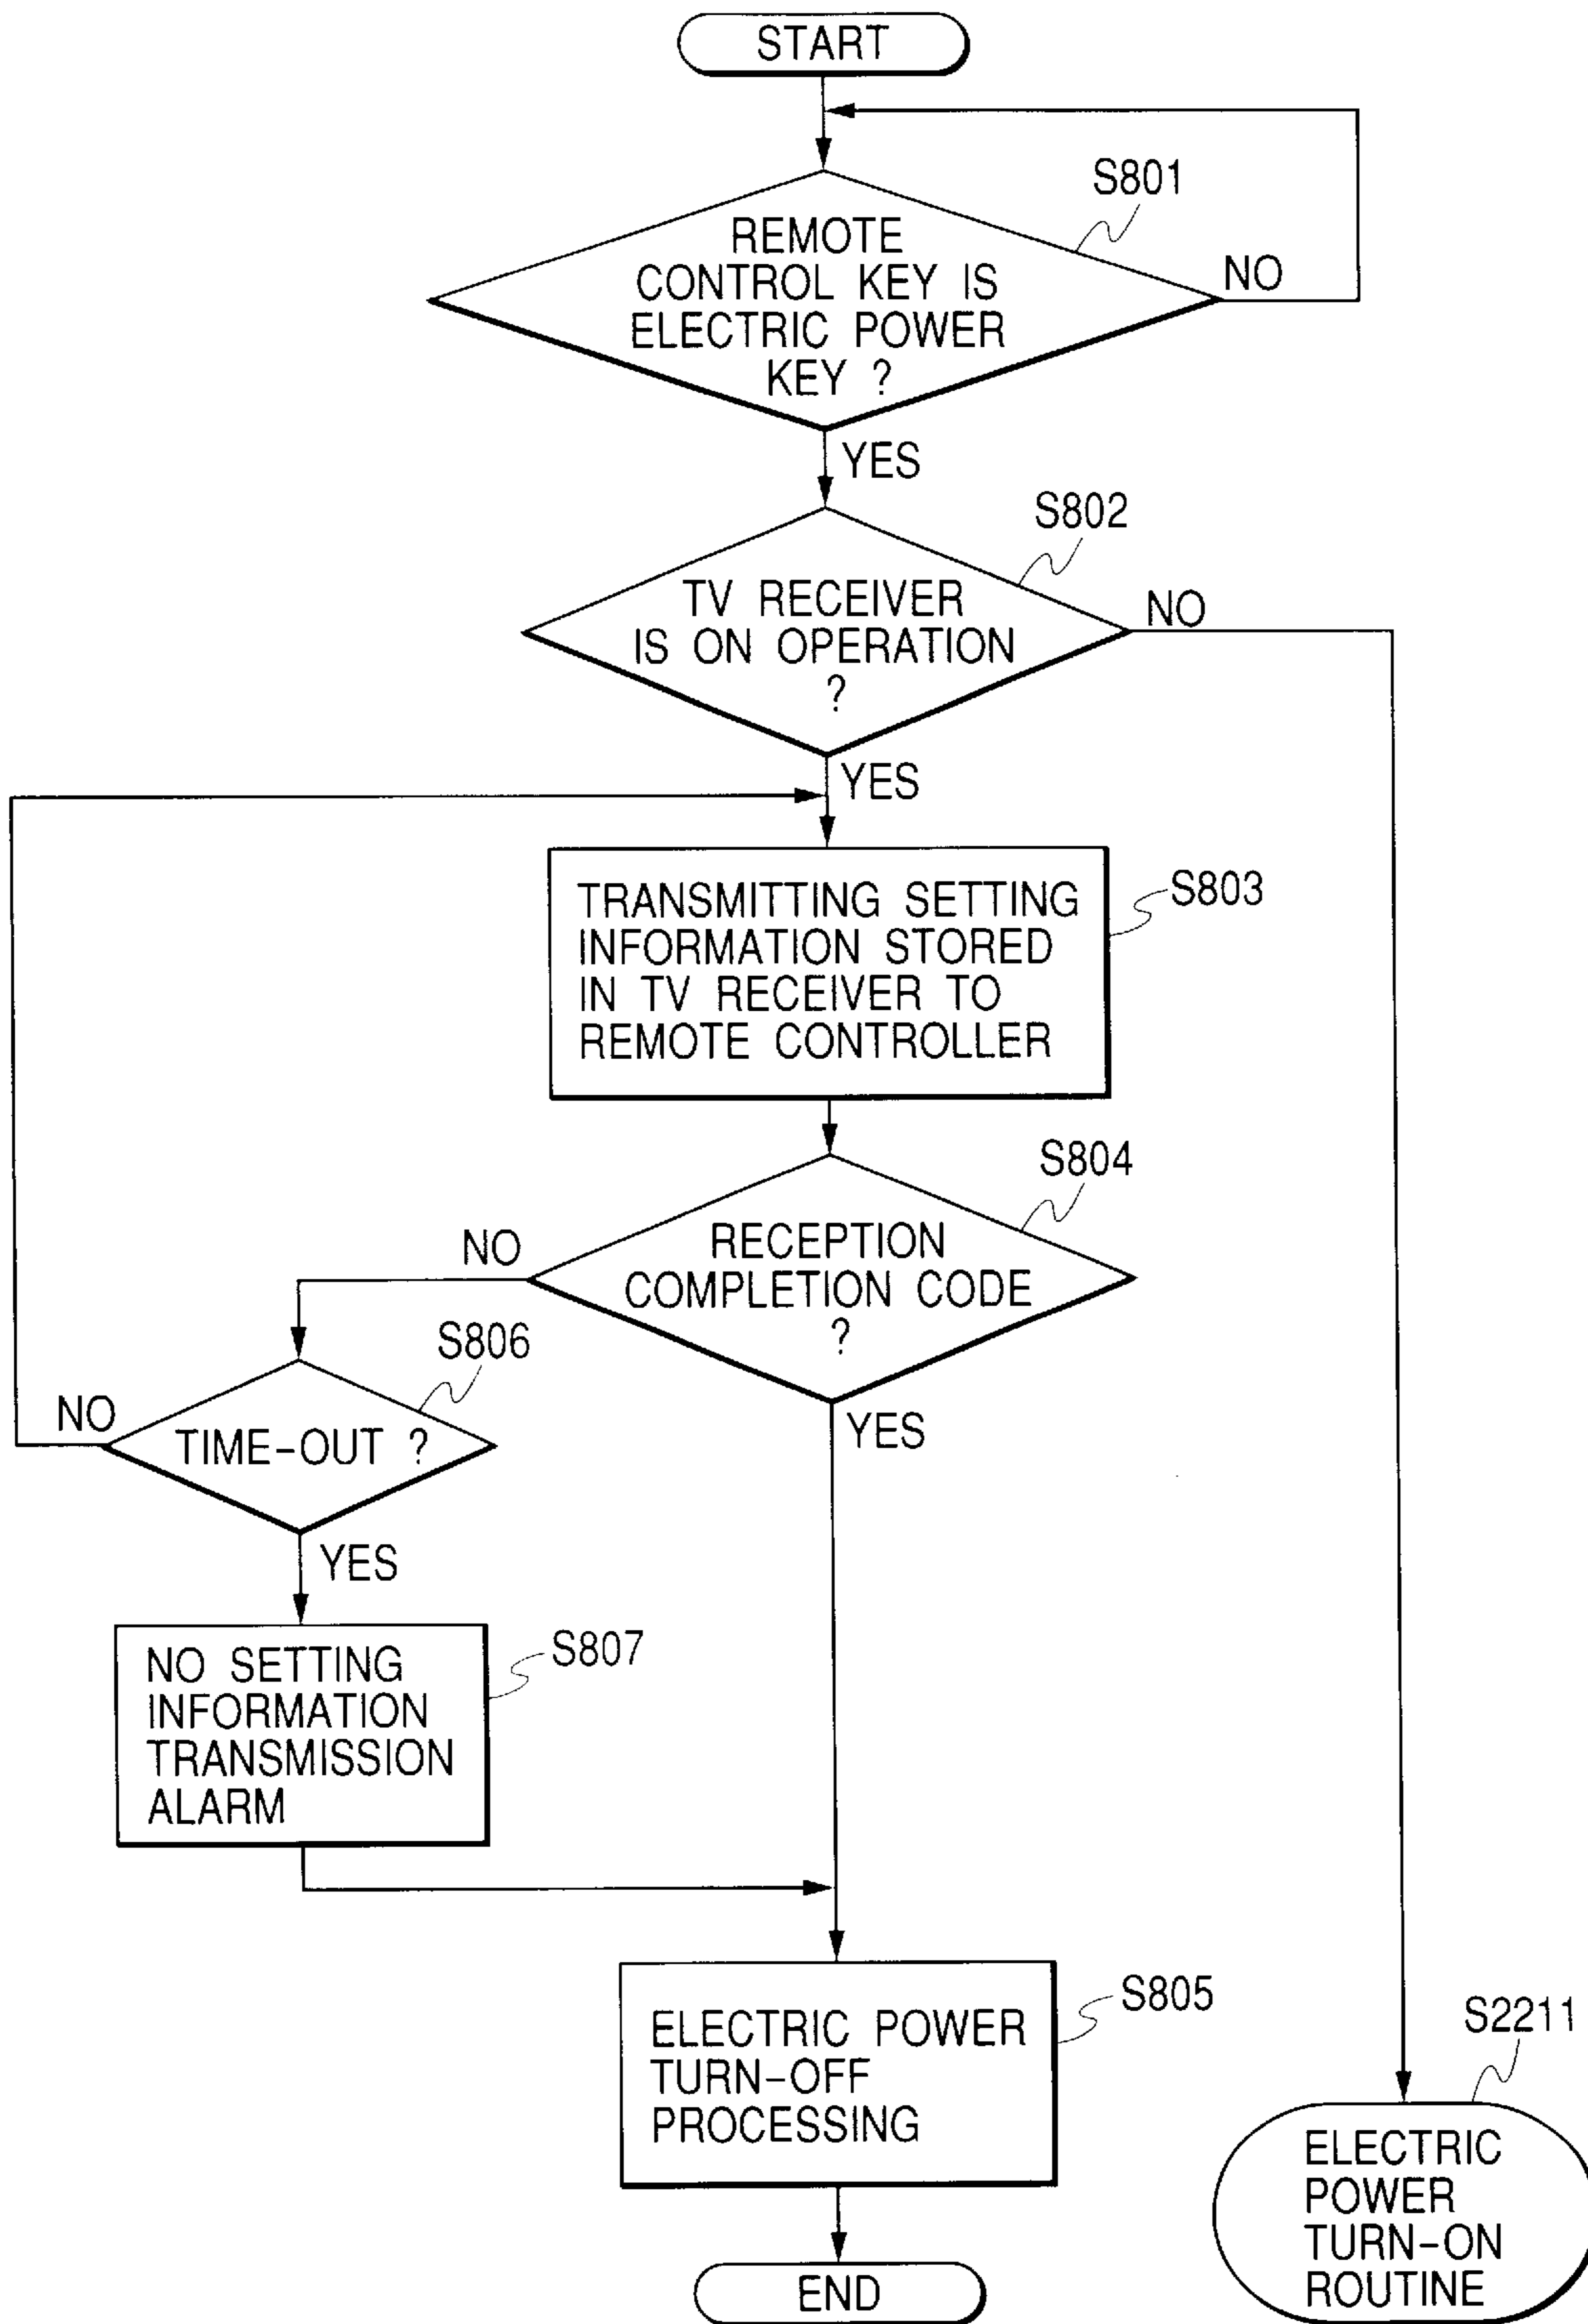 START
S801
REMOTE
CONTROL KEY IS
ELECTRIC POWER
KEY ?
NO
YES
S802
TV RECEIVER
IS ON OPERATION
?
NO
YES
S803
TRANSMITTING SETTING
INFORMATION STORED
IN TV RECEIVER TO
REMOTE CONTROLLER
S804
RECEPTION
COMPLETION CODE
?
NO
YES
S806
TIME-OUT ?
NO
YES
S807
NO SETTING
INFORMATION
TRANSMISSION
ALARM
S805
ELECTRIC POWER
TURN-OFF
PROCESSING
S2211
ELECTRIC
POWER
TURN-ON
ROUTINE
END